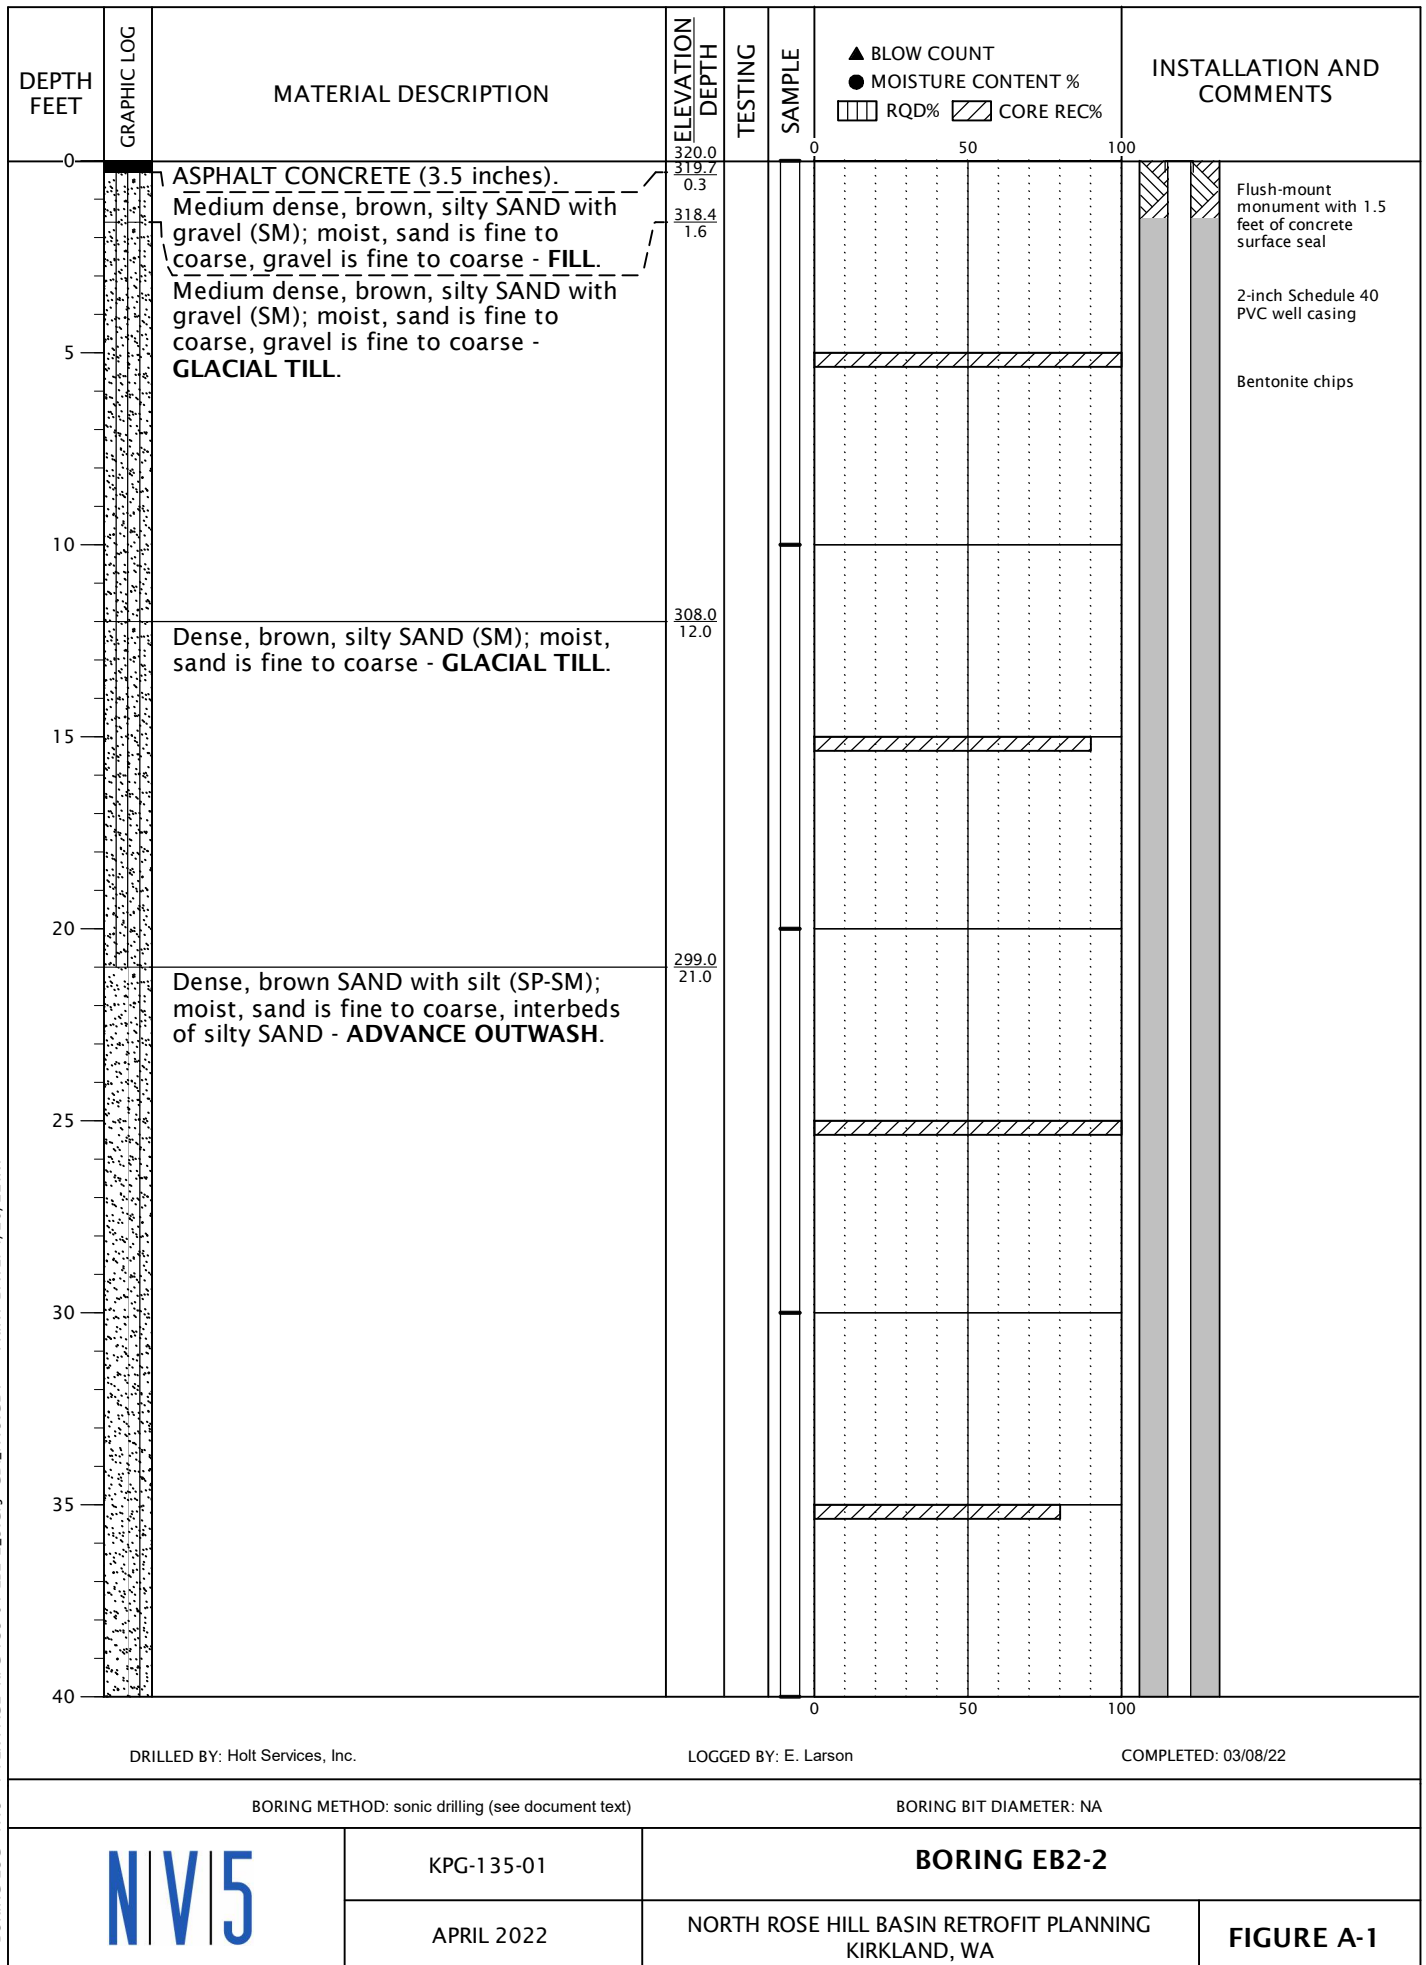 DEPTH
FEET
GRAPHIC LOG
MATERIAL DESCRIPTION
ELEVATION
DEPTH
TESTING
SAMPLE
▲ BLOW COUNT
● MOISTURE CONTENT %
RQD% CORE REC%
INSTALLATION AND
COMMENTS
0 50 100
0
320.0
319.7
0.3
ASPHALT CONCRETE (3.5 inches).
Medium dense, brown, silty SAND with
gravel (SM); moist, sand is fine to
coarse, gravel is fine to coarse - FILL.
318.4
1.6
Medium dense, brown, silty SAND with
gravel (SM); moist, sand is fine to
coarse, gravel is fine to coarse -
GLACIAL TILL.
Flush-mount
monument with 1.5
feet of concrete
surface seal
2-inch Schedule 40
PVC well casing
Bentonite chips
5
10
308.0
12.0
Dense, brown, silty SAND (SM); moist,
sand is fine to coarse - GLACIAL TILL.
15
20
299.0
21.0
Dense, brown SAND with silt (SP-SM);
moist, sand is fine to coarse, interbeds
of silty SAND - ADVANCE OUTWASH.
25
30
35
40
0 50 100
DRILLED BY: Holt Services, Inc.
LOGGED BY: E. Larson
COMPLETED: 03/08/22
BORING METHOD: sonic drilling (see document text)
BORING BIT DIAMETER: NA
N|V|5
KPG-135-01
APRIL 2022
BORING EB2-2
NORTH ROSE HILL BASIN RETROFIT PLANNING
KIRKLAND, WA
FIGURE A-1